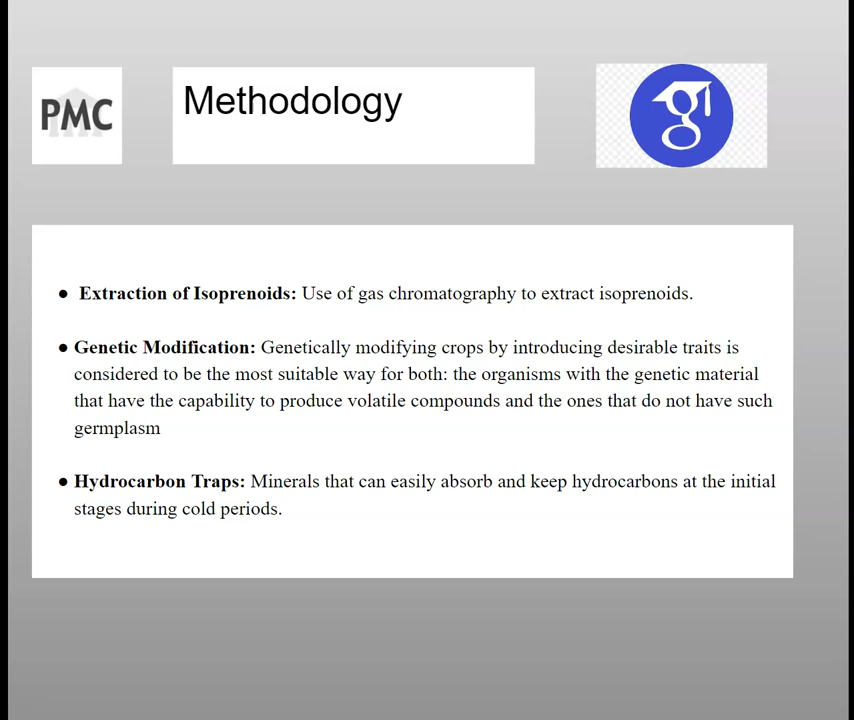 PMC
Methodology
g
● Extraction of Isoprenoids: Use of gas chromatography to extract isoprenoids.
● Genetic Modification: Genetically modifying crops by introducing desirable traits is
considered to be the most suitable way for both: the organisms with the genetic material
that have the capability to produce volatile compounds and the ones that do not have such
germplasm
● Hydrocarbon Traps: Minerals that can easily absorb and keep hydrocarbons at the initial
stages during cold periods.